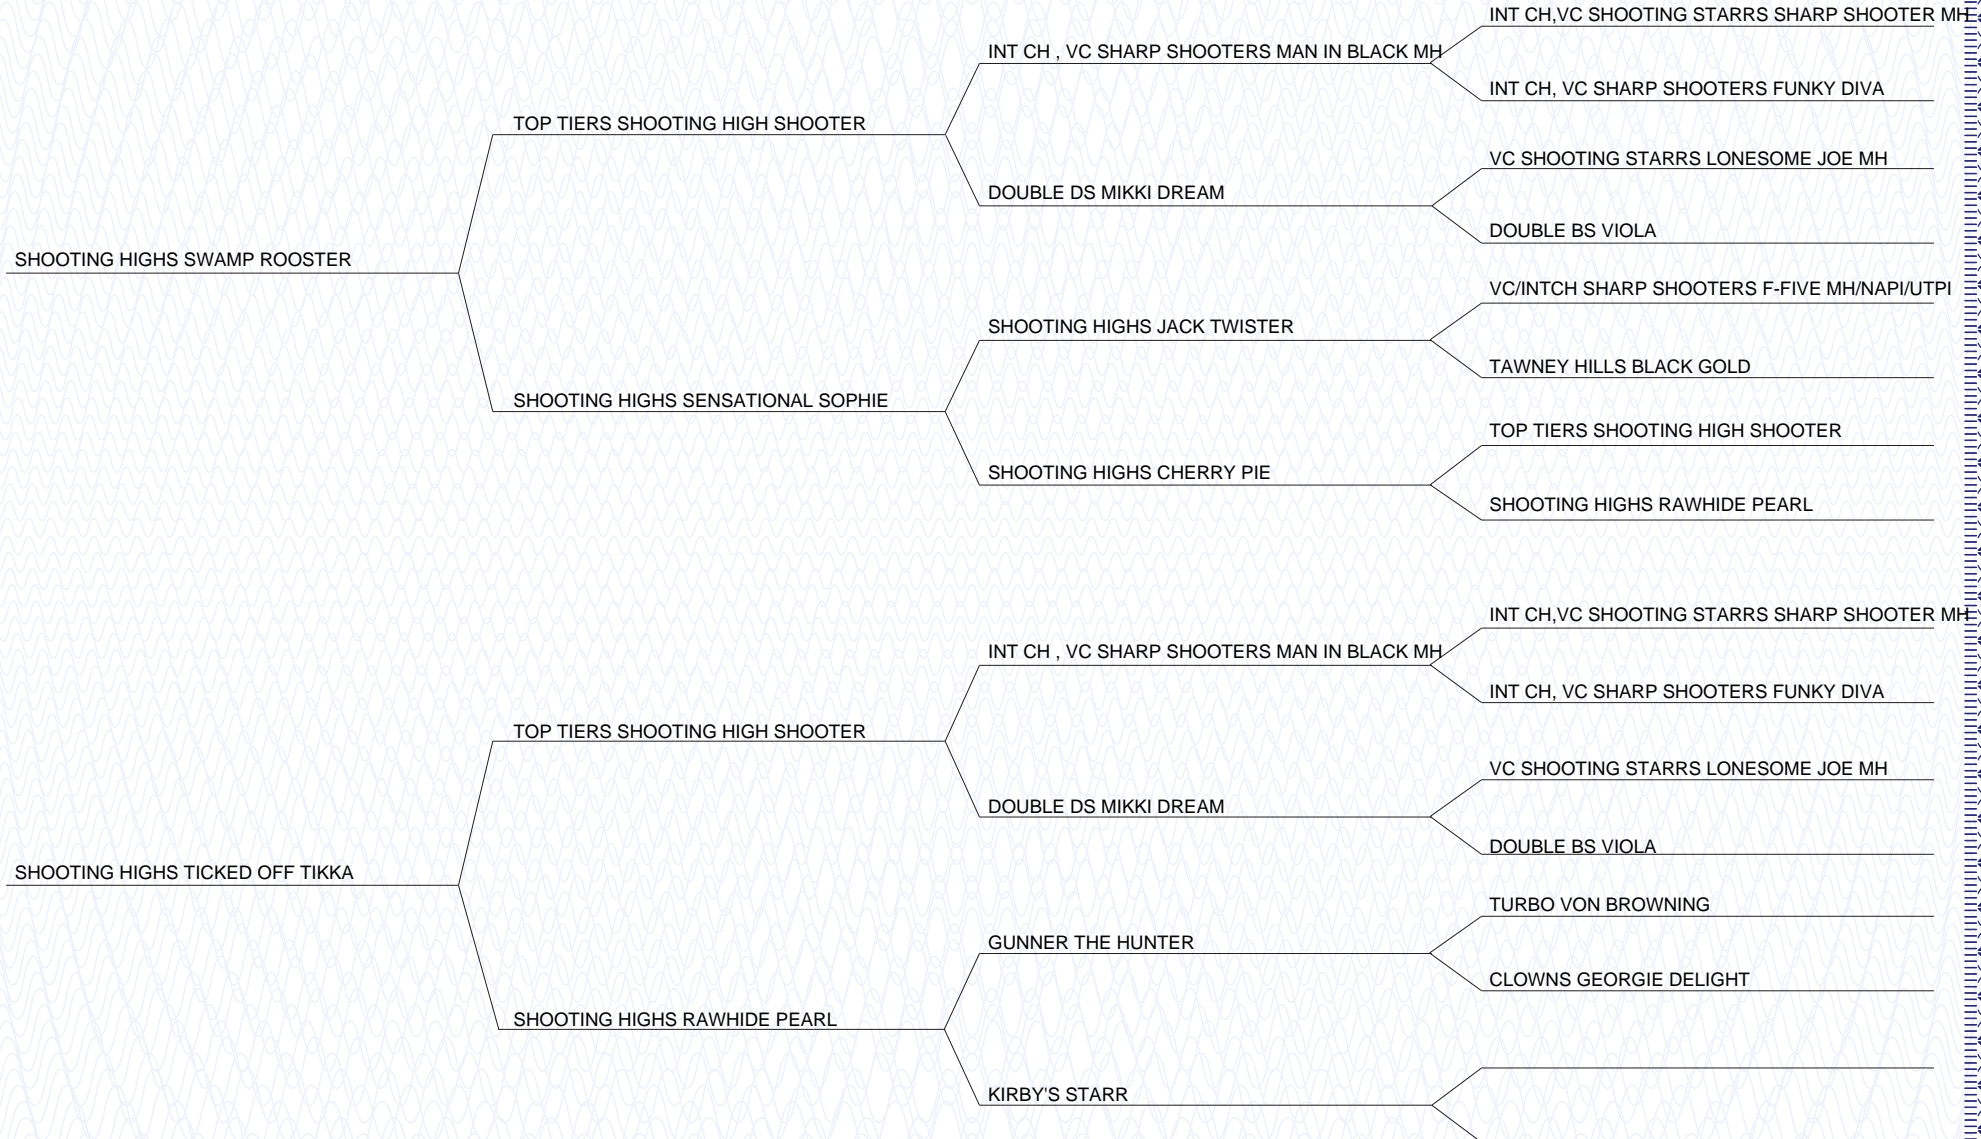 INT CH,VC SHOOTING STARRS SHARP SHOOTER MH
INT CH , VC SHARP SHOOTERS MAN IN BLACK MH
INT CH, VC SHARP SHOOTERS FUNKY DIVA
TOP TIERS SHOOTING HIGH SHOOTER
VC SHOOTING STARRS LONESOME JOE MH
DOUBLE DS MIKKI DREAM
DOUBLE BS VIOLA
SHOOTING HIGHS SWAMP ROOSTER
VC/INTCH SHARP SHOOTERS F-FIVE MH/NAPI/UTPI
SHOOTING HIGHS JACK TWISTER
TAWNEY HILLS BLACK GOLD
SHOOTING HIGHS SENSATIONAL SOPHIE
TOP TIERS SHOOTING HIGH SHOOTER
SHOOTING HIGHS CHERRY PIE
SHOOTING HIGHS RAWHIDE PEARL
INT CH,VC SHOOTING STARRS SHARP SHOOTER MH
INT CH , VC SHARP SHOOTERS MAN IN BLACK MH
INT CH, VC SHARP SHOOTERS FUNKY DIVA
TOP TIERS SHOOTING HIGH SHOOTER
VC SHOOTING STARRS LONESOME JOE MH
DOUBLE DS MIKKI DREAM
DOUBLE BS VIOLA
SHOOTING HIGHS TICKED OFF TIKKA
TURBO VON BROWNING
GUNNER THE HUNTER
CLOWNS GEORGIE DELIGHT
SHOOTING HIGHS RAWHIDE PEARL
KIRBY'S STARR